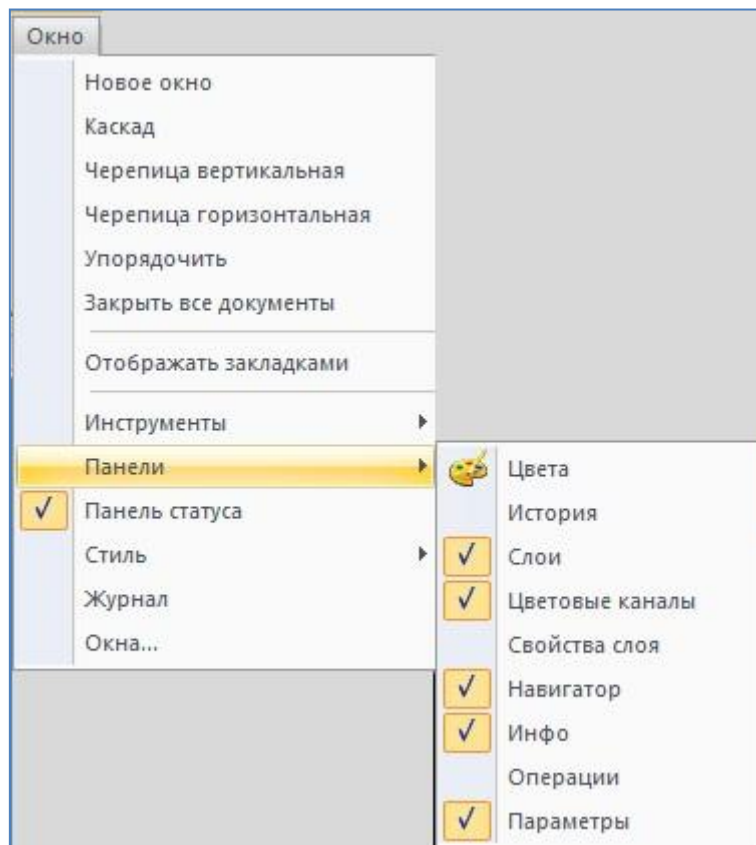 Окно
Новое окно
Каскад
Черепица вертикальная
Черепица горизонтальная
Упорядочить
Закрыть все документы
Отображать закладками
Инструменты
Панели
Панель статуса
Стиль
Журнал
Окна...
Цвета
История
Слои
Цветовые каналы
Свойства слоя
Навигатор
Инфо
Операции
Параметры